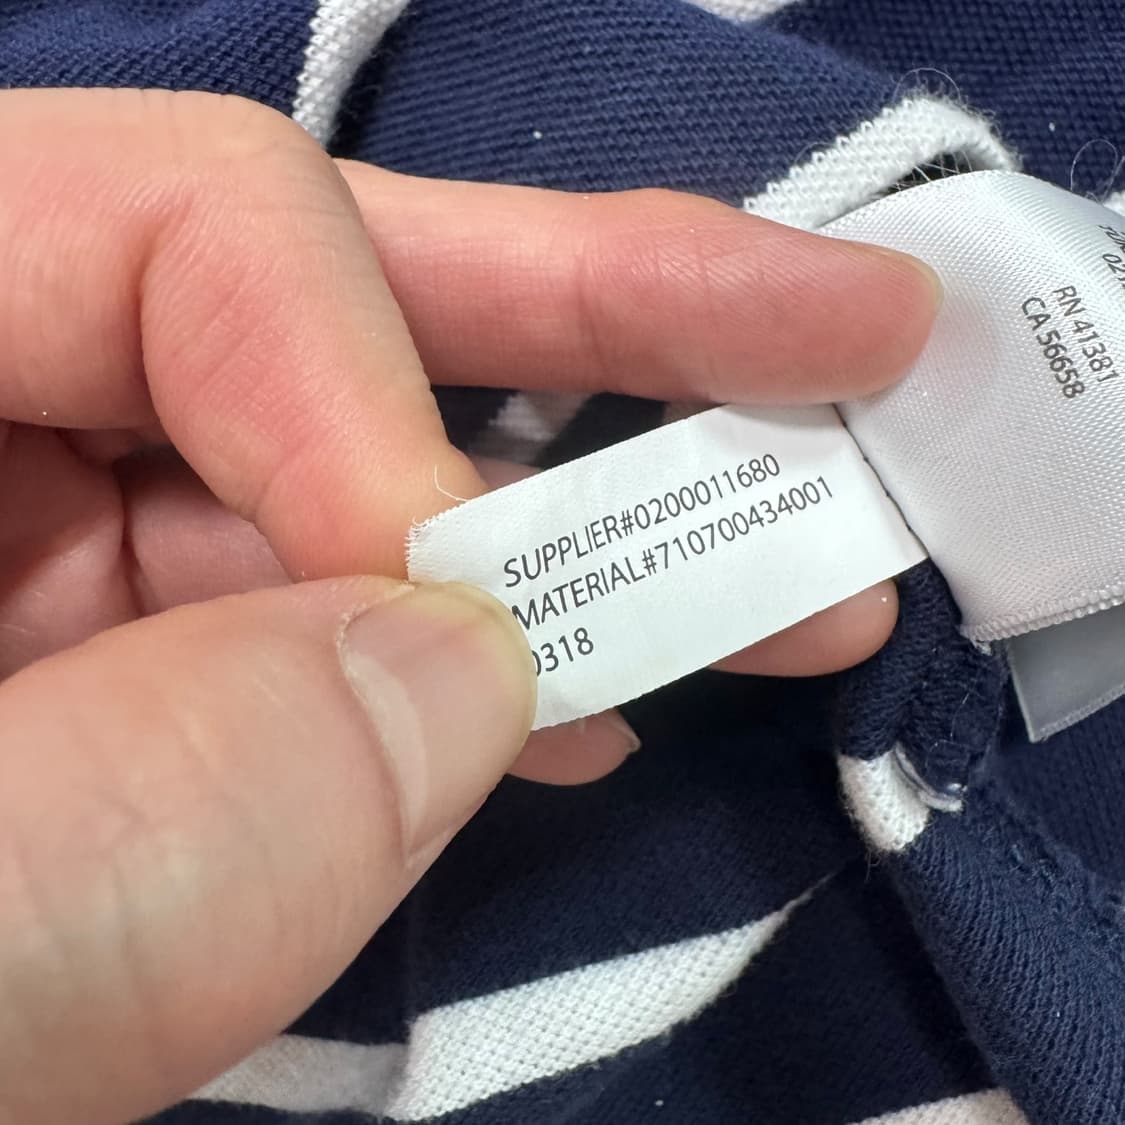 SUPPLIER#0200011680
MATERIAL#710700434001
0318
RN 41381
CA 56658